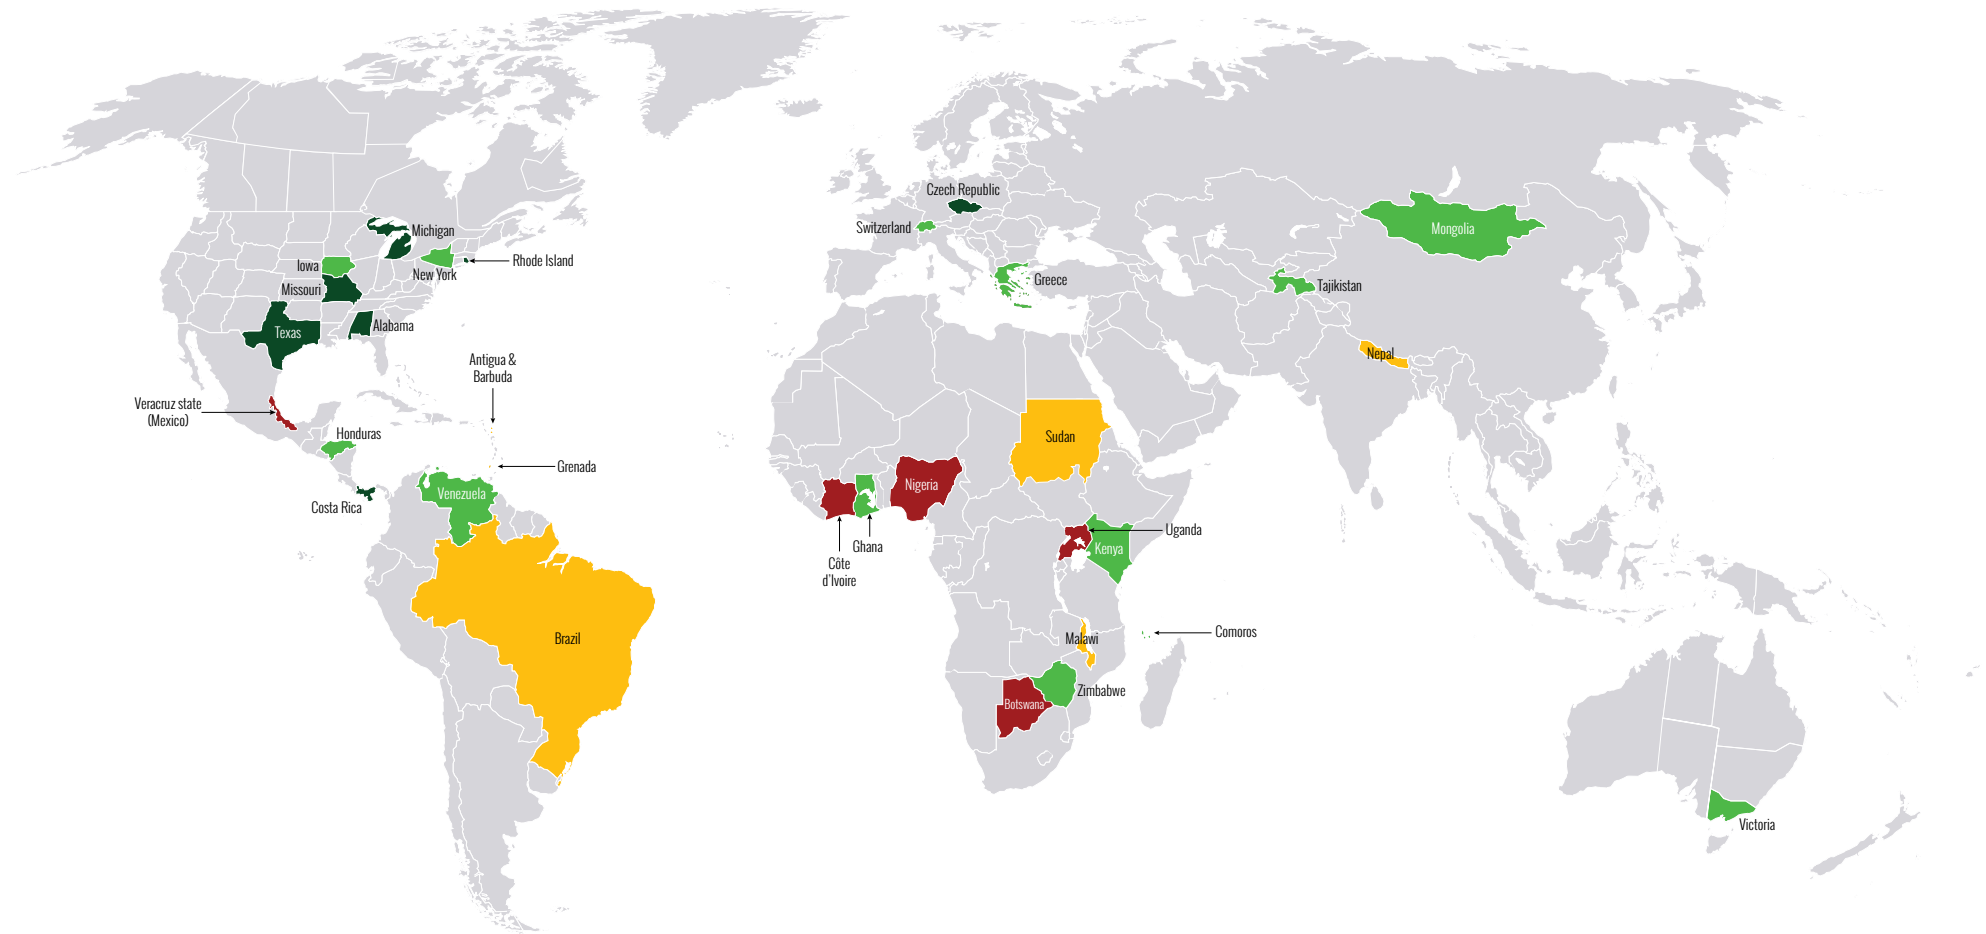 Czech Republic
Switzerland
Michigan
Mongolia
Rhode Island
Iowa
New York
Greece
Missouri
Tajikistan
Texas
Alabama
Nepal
Antigua &
Barbuda
Veracruz state
(Mexico)
Honduras
Sudan
Grenada
Nigeria
Venezuela
Costa Rica
Uganda
Ghana
Kenya
Côte
d'Ivoire
Brazil
Malawi
Comoros
Zimbabwe
Botswana
Victoria